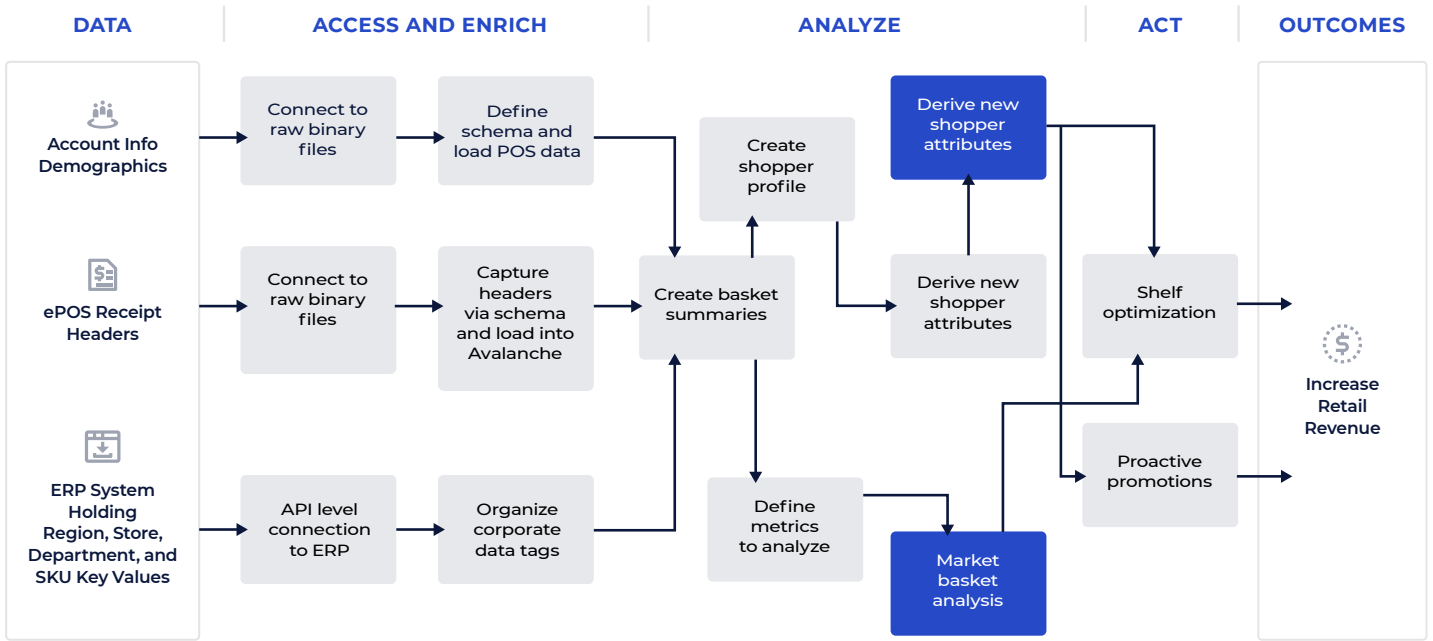 DATA
ACCESS AND ENRICH
ANALYZE
ACT
OUTCOMES
Account Info
Demographics
Connect to
raw binary
files
Define
schema and
load POS data
Create
shopper
profile
Derive new
shopper
attributes
ePOS Receipt
Headers
Connect to
raw binary
files
Capture
headers
via schema
and load into
Avalanche
Create basket
summaries
Derive new
shopper
attributes
Shelf
optimization
Increase
Retail
Revenue
ERP System
Holding
Region, Store,
Department, and
SKU Key Values
API level
connection
to ERP
Organize
corporate
data tags
Define
metrics
to analyze
Market
basket
analysis
Proactive
promotions